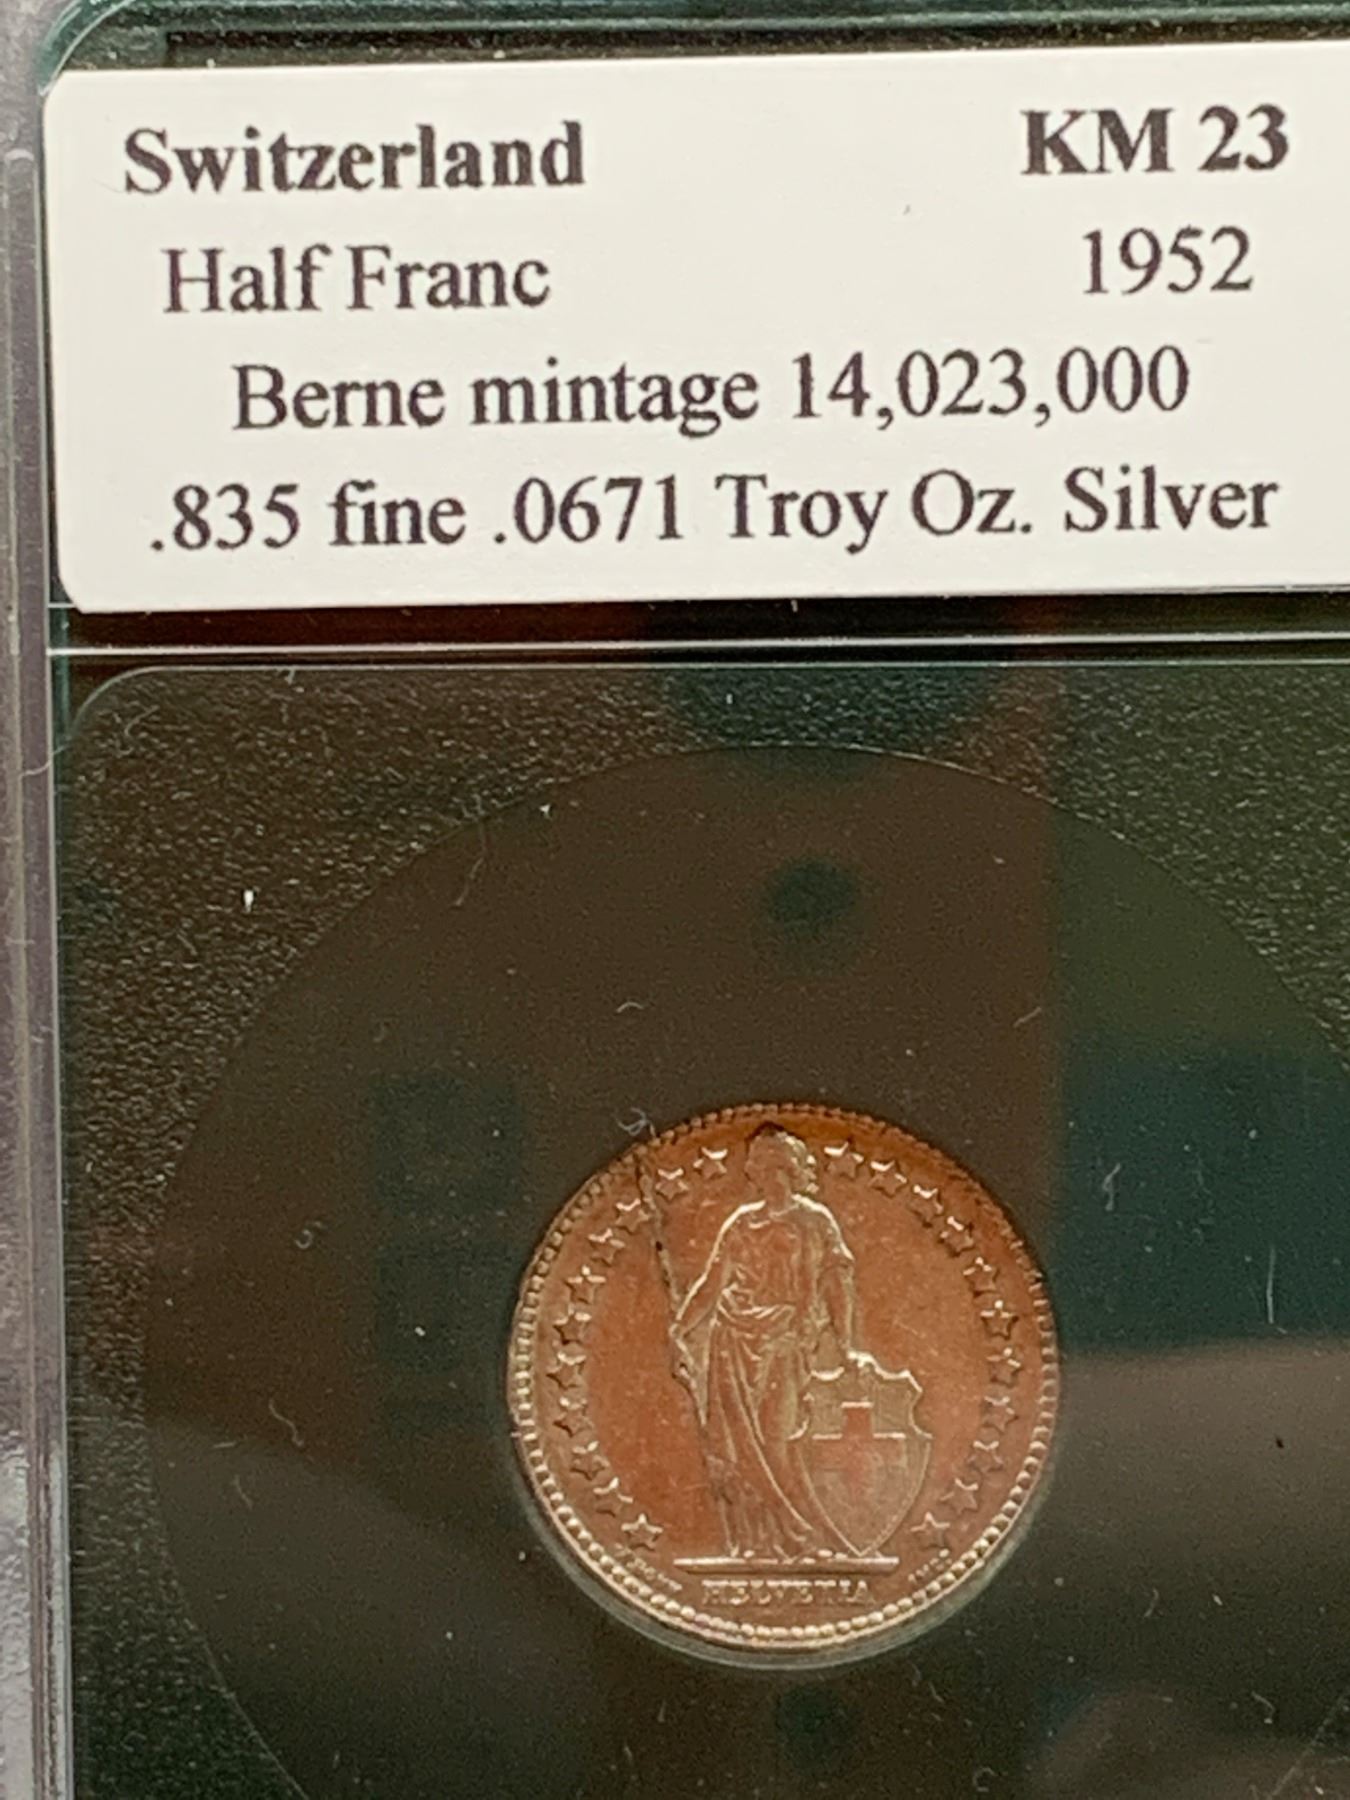 Switzerland KM 23
Half Franc 1952
Berne mintage 14,023,000
.835 fine .0671 Troy Oz. Silver
HELVETIA